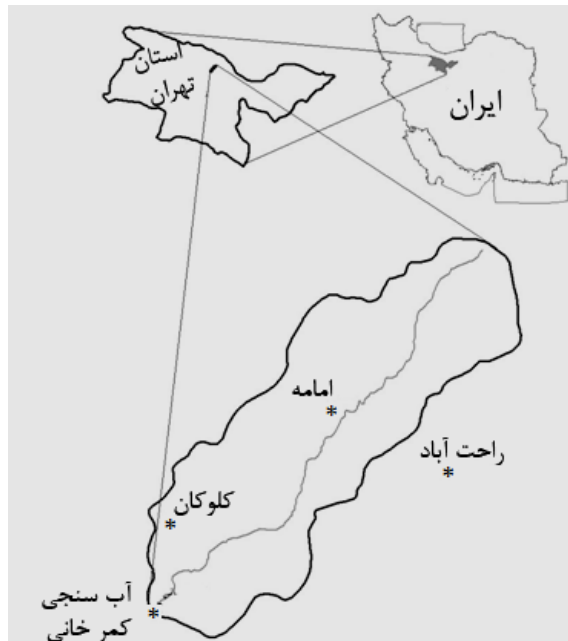 استان
تهران
ایران
امامه
*
راحت آباد
*
کلوکان
*
آب سنجی
کمر خانی
*